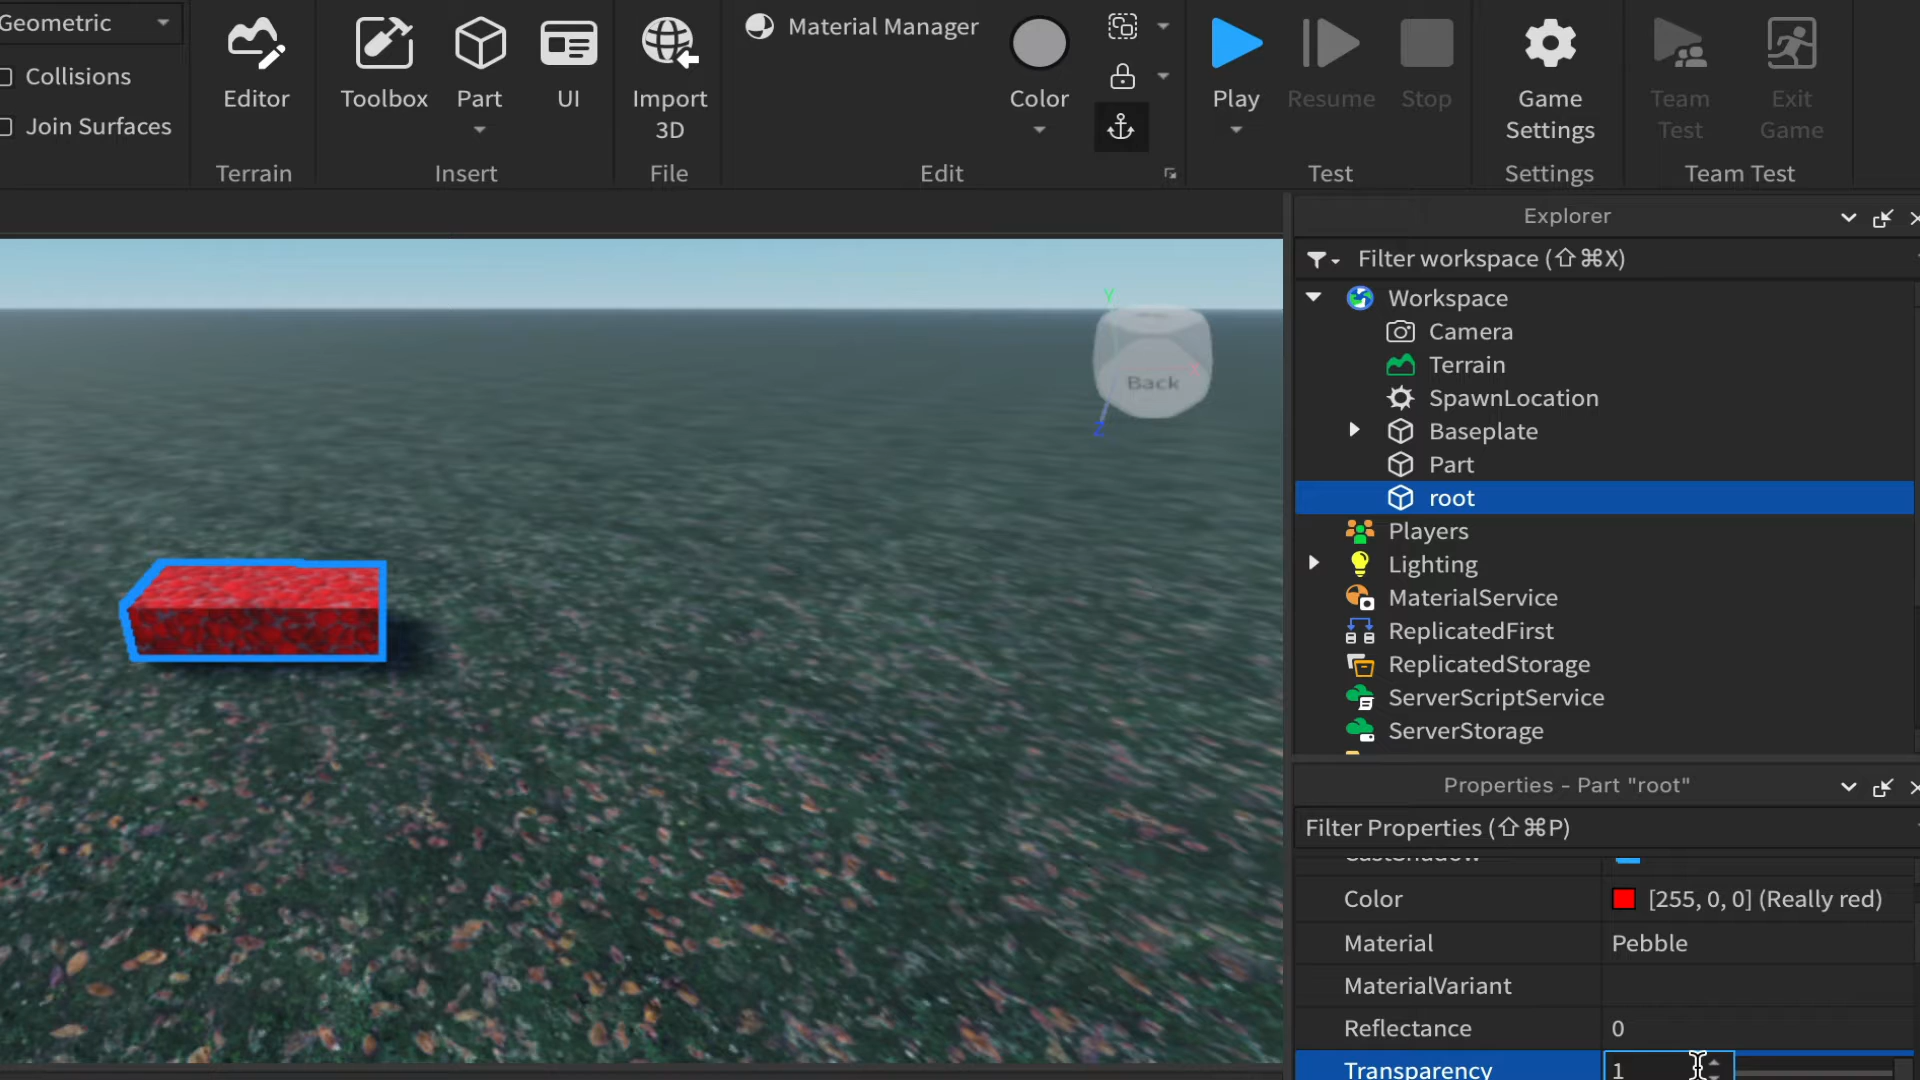 Geometric
Collisions
Join Surfaces
Editor
Terrain
Toolbox
Part
UI
Insert
Import
3D
File
Material Manager
Color
Edit
Play
Resume
Stop
Test
Game
Settings
Settings
Team
Test
Exit
Game
Team Test
Y
Back
Z
Explorer
Filter workspace (⇧⌘X)
Workspace
Camera
Terrain
SpawnLocation
Baseplate
Part
root
Players
Lighting
MaterialService
ReplicatedFirst
ReplicatedStorage
ServerScriptService
ServerStorage
Properties - Part "root"
Filter Properties (⇧⌘P)
CastShadow
Color [255, 0, 0] (Really red)
Material Pebble
MaterialVariant
Reflectance 0
Transparency 1